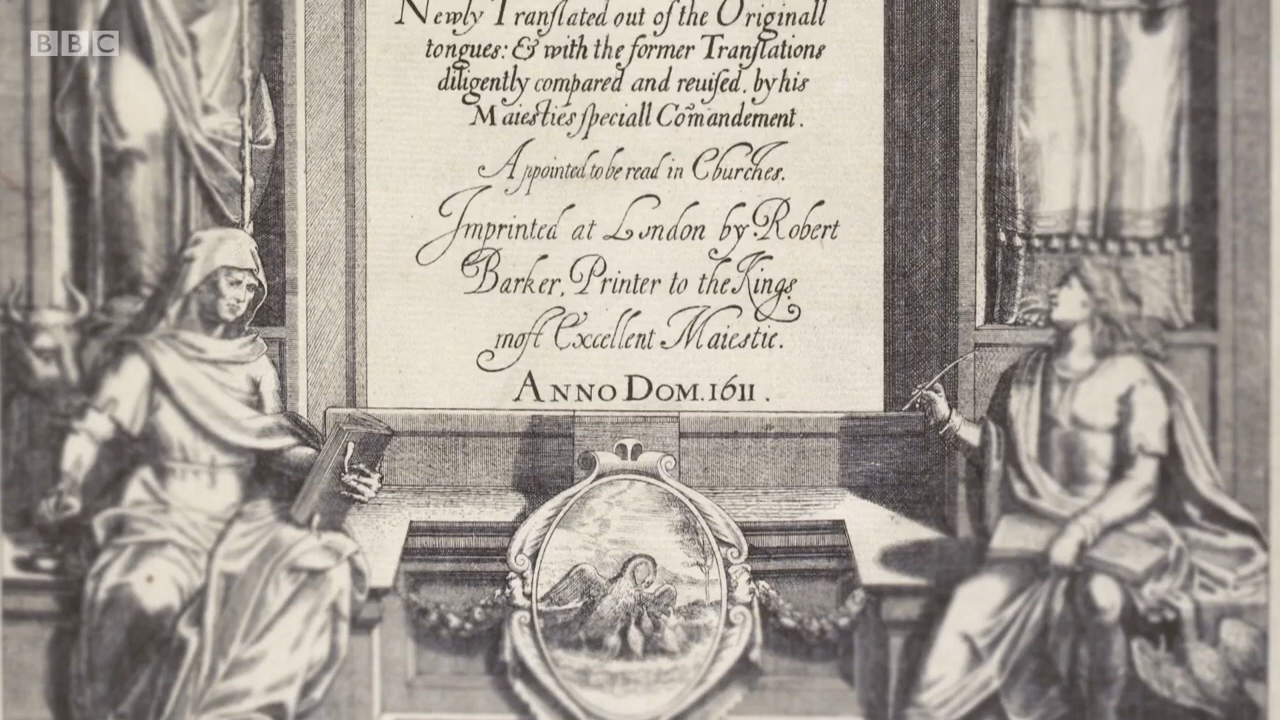 BBC
Newly Tranſlated out of the Originall
tongues: & with the former Tranſlations
diligently compared and reuiſed, by his
Maieſties ſpeciall Com̃andement.
Appointed to be read in Churches.
Imprinted at London by Robert
Barker, Printer to the Kings
moſt Excellent Maiestie.
ANNO DOM. 1611.